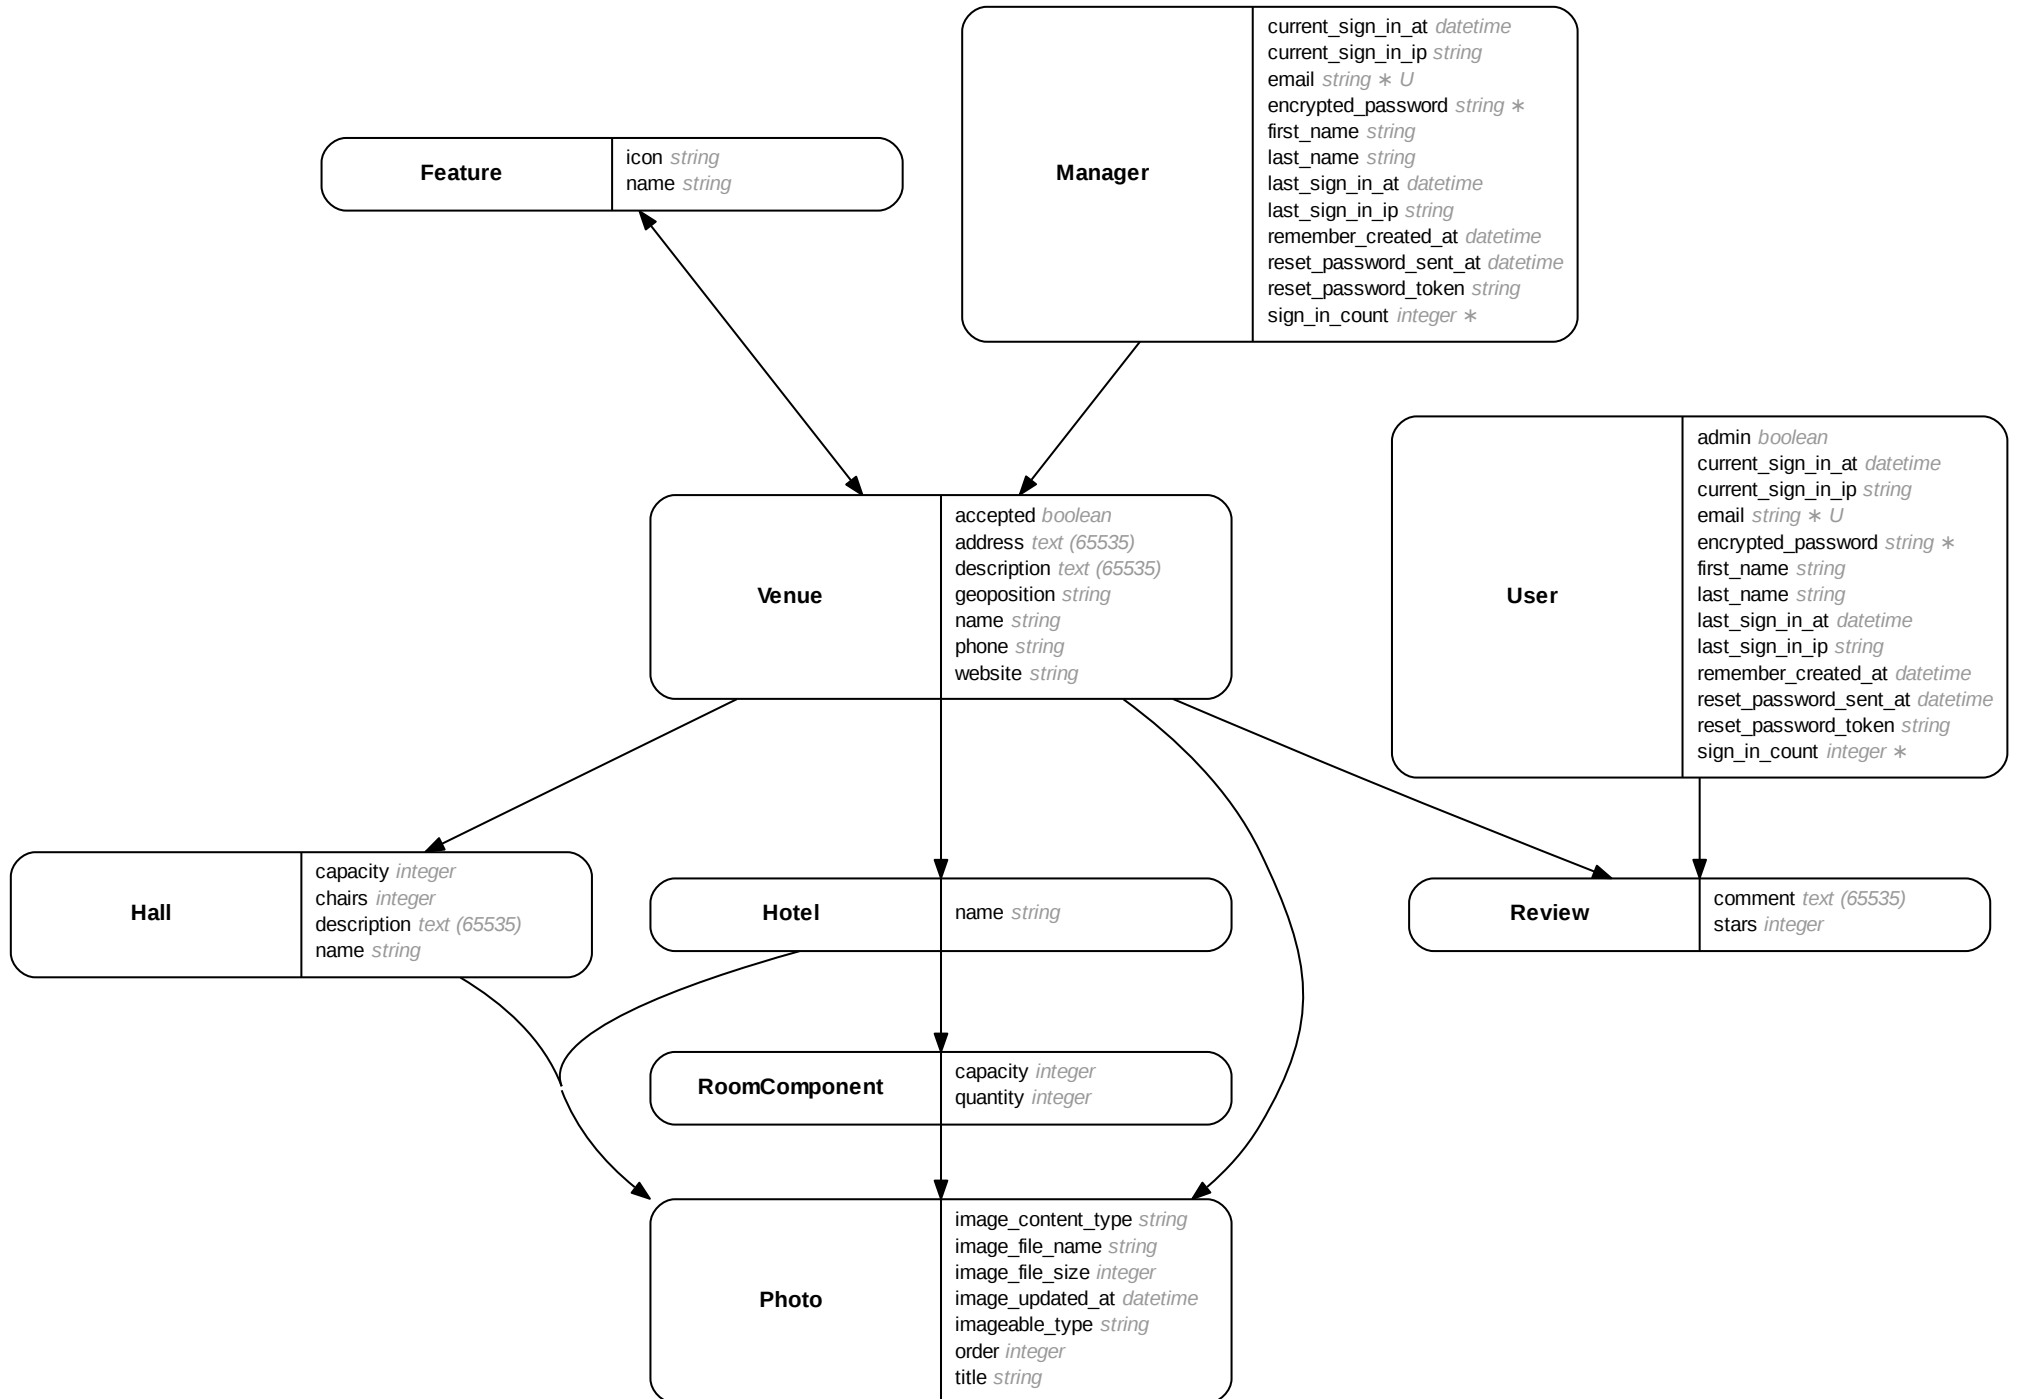 Feature
icon string
name string
Manager
current_sign_in_at datetime
current_sign_in_ip string
email string ∗ U
encrypted_password string ∗
first_name string
last_name string
last_sign_in_at datetime
last_sign_in_ip string
remember_created_at datetime
reset_password_sent_at datetime
reset_password_token string
sign_in_count integer ∗
Venue
accepted boolean
address text (65535)
description text (65535)
geoposition string
name string
phone string
website string
User
admin boolean
current_sign_in_at datetime
current_sign_in_ip string
email string ∗ U
encrypted_password string ∗
first_name string
last_name string
last_sign_in_at datetime
last_sign_in_ip string
remember_created_at datetime
reset_password_sent_at datetime
reset_password_token string
sign_in_count integer ∗
Hall
capacity integer
chairs integer
description text (65535)
name string
Hotel
name string
Review
comment text (65535)
stars integer
RoomComponent
capacity integer
quantity integer
Photo
image_content_type string
image_file_name string
image_file_size integer
image_updated_at datetime
imageable_type string
order integer
title string